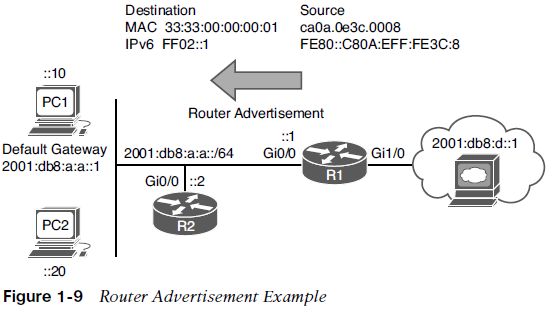 Destination
MAC 33:33:00:00:00:01
IPv6 FF02::1
Source
ca0a.0e3c.0008
FE80::C80A:EFF:FE3C:8
::10
PC1
Router Advertisement
Default Gateway
2001:db8:a:a::1
2001:db8:a:a::/64
::1
Gi0/0
R1
Gi1/0
2001:db8:d::1
Gi0/0
::2
R2
PC2
::20
Figure 1-9 Router Advertisement Example